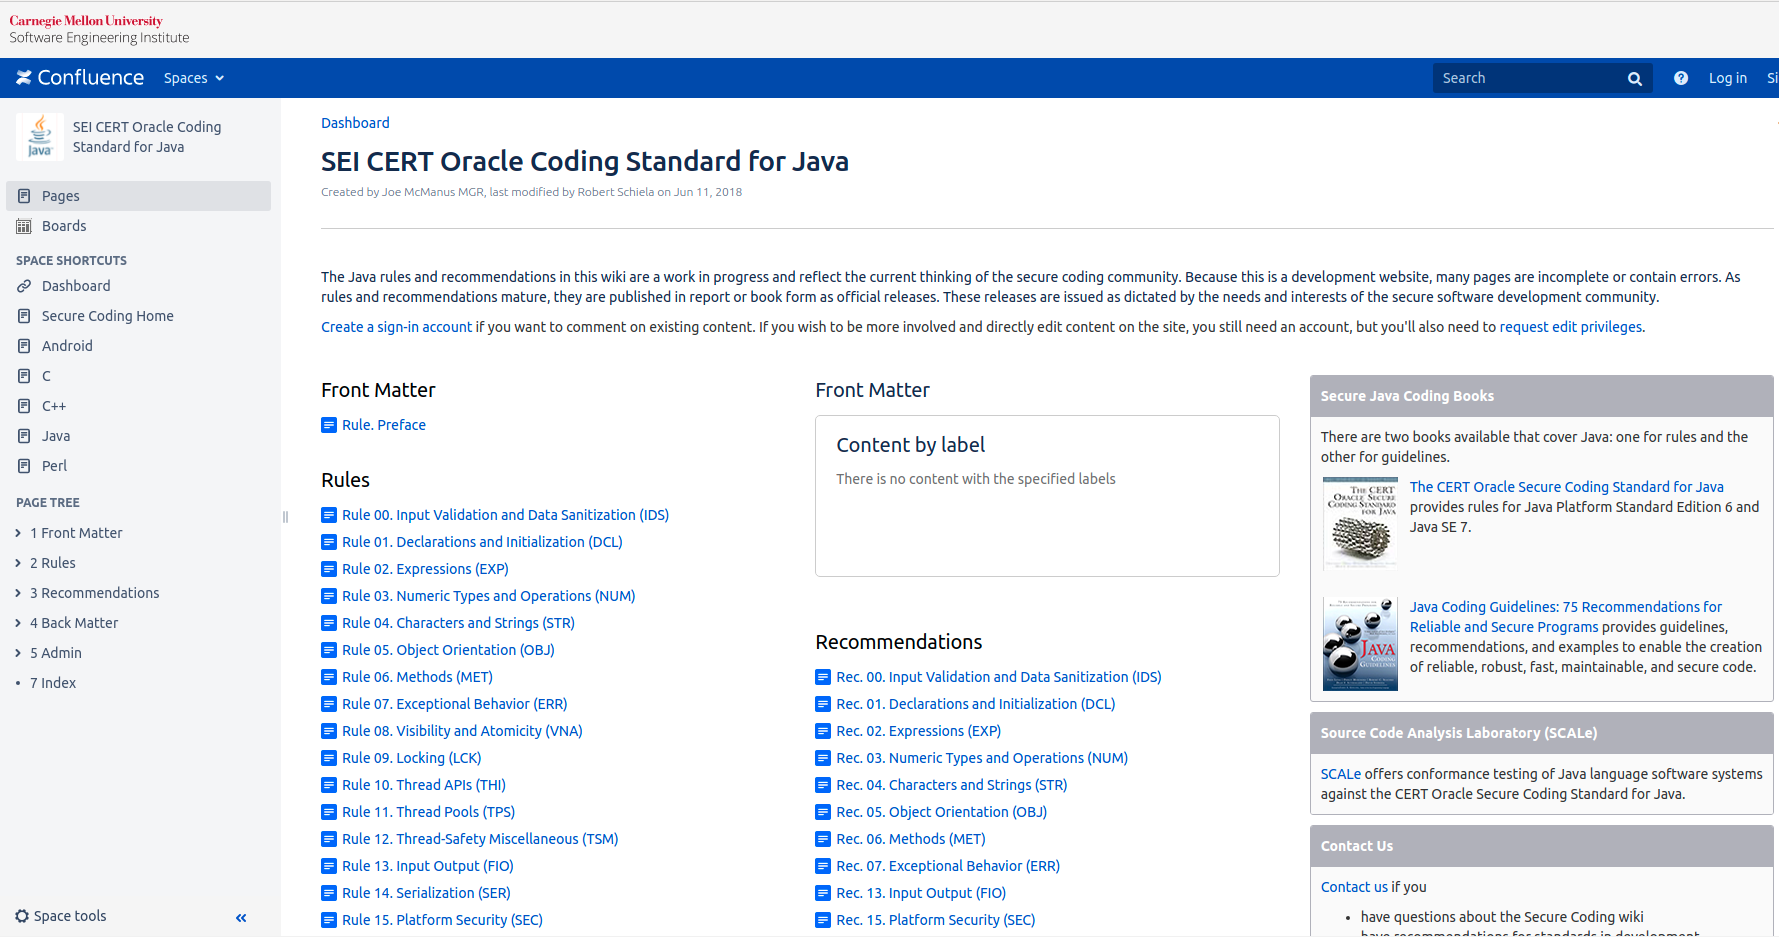 Carnegie Mellon University
Software Engineering Institute
Confluence
Spaces
Search
Log in
Si
SEI CERT Oracle Coding
Standard for Java
Pages
Boards
SPACE SHORTCUTS
Dashboard
Secure Coding Home
Android
C
C++
Java
Perl
PAGE TREE
1 Front Matter
2 Rules
3 Recommendations
4 Back Matter
5 Admin
7 Index
Space tools
Dashboard
SEI CERT Oracle Coding Standard for Java
Created by Joe McManus MGR, last modified by Robert Schiela on Jun 11, 2018
The Java rules and recommendations in this wiki are a work in progress and reflect the current thinking of the secure coding community. Because this is a development website, many pages are incomplete or contain errors. As
rules and recommendations mature, they are published in report or book form as official releases. These releases are issued as dictated by the needs and interests of the secure software development community.
Create a sign-in account if you want to comment on existing content. If you wish to be more involved and directly edit content on the site, you still need an account, but you'll also need to request edit privileges.
Front Matter
Rule. Preface
Rules
Rule 00. Input Validation and Data Sanitization (IDS)
Rule 01. Declarations and Initialization (DCL)
Rule 02. Expressions (EXP)
Rule 03. Numeric Types and Operations (NUM)
Rule 04. Characters and Strings (STR)
Rule 05. Object Orientation (OBJ)
Rule 06. Methods (MET)
Rule 07. Exceptional Behavior (ERR)
Rule 08. Visibility and Atomicity (VNA)
Rule 09. Locking (LCK)
Rule 10. Thread APIs (THI)
Rule 11. Thread Pools (TPS)
Rule 12. Thread-Safety Miscellaneous (TSM)
Rule 13. Input Output (FIO)
Rule 14. Serialization (SER)
Rule 15. Platform Security (SEC)
Front Matter
Content by label
There is no content with the specified labels
Recommendations
Rec. 00. Input Validation and Data Sanitization (IDS)
Rec. 01. Declarations and Initialization (DCL)
Rec. 02. Expressions (EXP)
Rec. 03. Numeric Types and Operations (NUM)
Rec. 04. Characters and Strings (STR)
Rec. 05. Object Orientation (OBJ)
Rec. 06. Methods (MET)
Rec. 07. Exceptional Behavior (ERR)
Rec. 13. Input Output (FIO)
Rec. 15. Platform Security (SEC)
Secure Java Coding Books
There are two books available that cover Java: one for rules and the
other for guidelines.
THE CERT
ORACLE SECURE
CODING STANDARD
FOR JAVA
The CERT Oracle Secure Coding Standard for Java
provides rules for Java Platform Standard Edition 6 and
Java SE 7.
JAVA
CODING
GUIDELINES
Java Coding Guidelines: 75 Recommendations for
Reliable and Secure Programs provides guidelines,
recommendations, and examples to enable the creation
of reliable, robust, fast, maintainable, and secure code.
Source Code Analysis Laboratory (SCALe)
SCALe offers conformance testing of Java language software systems
against the CERT Oracle Secure Coding Standard for Java.
Contact Us
Contact us if you
• have questions about the Secure Coding wiki
have recommendations for standards in development